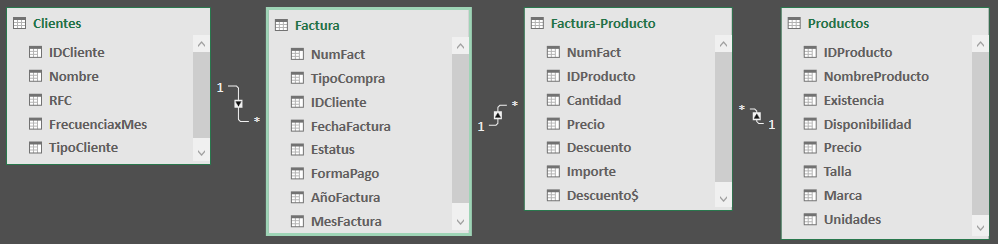 Clientes
IDCliente
Nombre
RFC
FrecuenciaxMes
TipoCliente
1
*
Factura
NumFact
TipoCompra
IDCliente
FechaFactura
Estatus
FormaPago
AñoFactura
MesFactura
1
*
Factura-Producto
NumFact
IDProducto
Cantidad
Precio
Descuento
Importe
Descuento$
*
1
Productos
IDProducto
NombreProducto
Existencia
Disponibilidad
Precio
Talla
Marca
Unidades